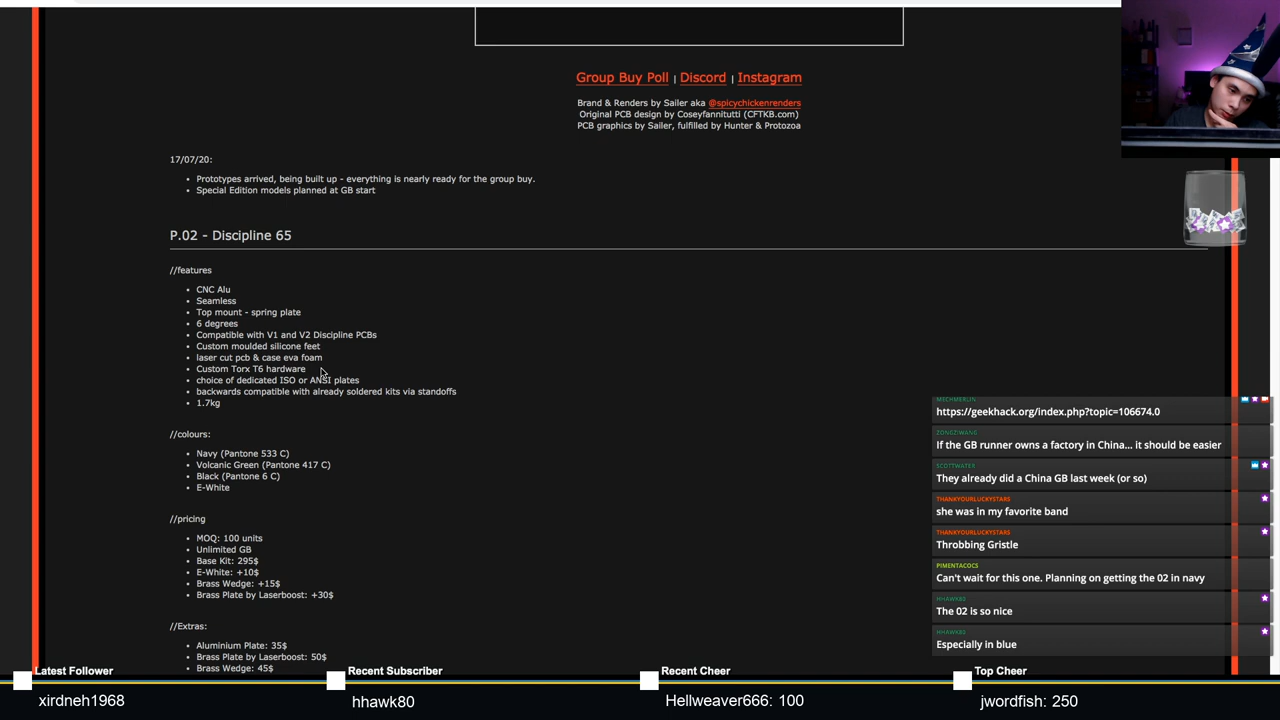 Group Buy Poll | Discord | Instagram
Brand & Renders by Sailer aka @spicychickenrenders
Original PCB design by Coseyfannitutti (CFTKB.com)
PCB graphics by Sailer, fulfilled by Hunter & Protozoa
17/07/20:
• Prototypes arrived, being built up - everything is nearly ready for the group buy.
• Special Edition models planned at GB start
P.02 - Discipline 65
//features
• CNC Alu
• Seamless
• Top mount - spring plate
• 6 degrees
• Compatible with V1 and V2 Discipline PCBs
• Custom moulded silicone feet
• laser cut pcb & case eva foam
• Custom Torx T6 hardware
• choice of dedicated ISO or ANSI plates
• backwards compatible with already soldered kits via standoffs
• 1.7kg
//colours:
• Navy (Pantone 533 C)
• Volcanic Green (Pantone 417 C)
• Black (Pantone 6 C)
• E-White
//pricing
• MOQ: 100 units
• Unlimited GB
• Base Kit: 295$
• E-White: +10$
• Brass Wedge: +15$
• Brass Plate by Laserboost: +30$
//Extras:
• Aluminium Plate: 35$
• Brass Plate by Laserboost: 50$
• Brass Wedge: 45$
MECHMERLIN
https://geekhack.org/index.php?topic=106674.0
ZONGZIWANG
If the GB runner owns a factory in China... it should be easier
SCOTTWATER
They already did a China GB last week (or so)
THANKYOURLUCKYSTARS
she was in my favorite band
THANKYOURLUCKYSTARS
Throbbing Gristle
PIMENTACOCS
Can't wait for this one. Planning on getting the 02 in navy
HHAWK80
The 02 is so nice
HHAWK80
Especially in blue
Latest Follower
xirdneh1968
Recent Subscriber
hhawk80
Recent Cheer
Hellweaver666: 100
Top Cheer
jwordfish: 250